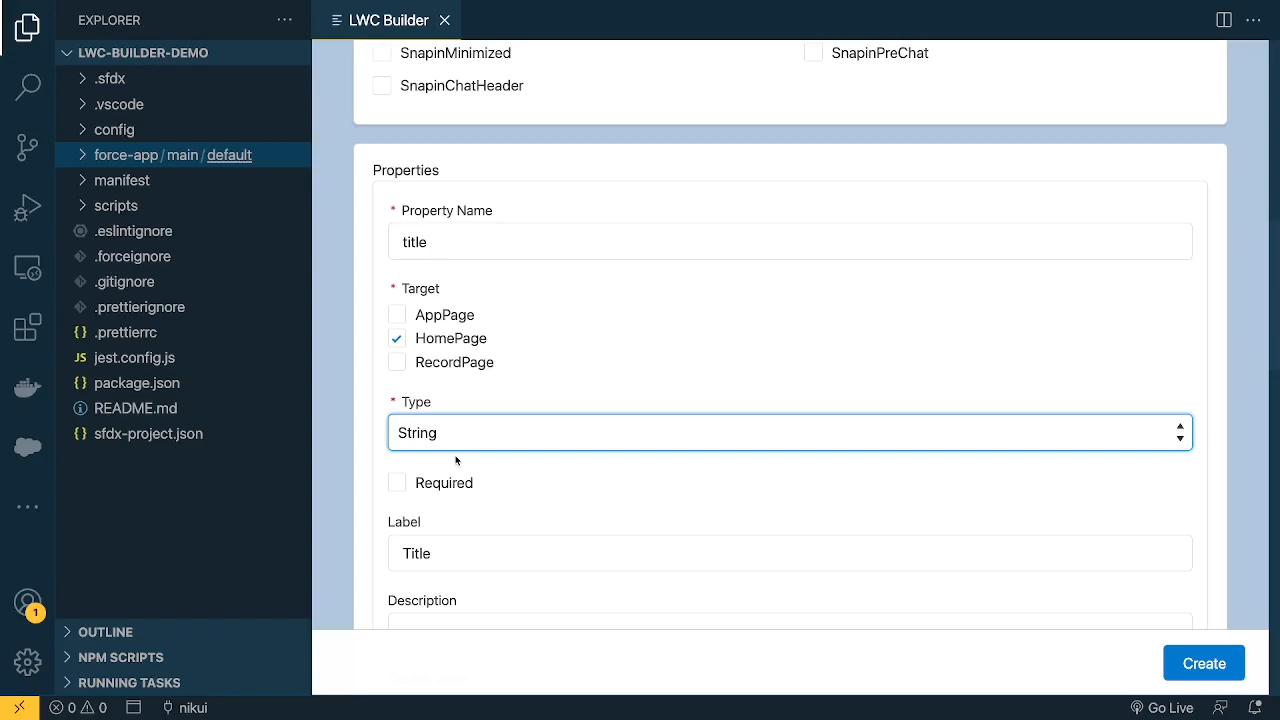 EXPLORER
LWC Builder
LWC-BUILDER-DEMO
.sfdx
.vscode
config
force-app/main/default
manifest
scripts
.eslintignore
.forceignore
.gitignore
.prettierignore
{} .prettierrc
JS jest.config.js
{} package.json
README.md
{} sfdx-project.json
OUTLINE
NPM SCRIPTS
RUNNING TASKS
SnapinMinimized
SnapinPreChat
SnapinChatHeader
Properties
* Property Name
title
* Target
AppPage
HomePage
RecordPage
* Type
String
Required
Label
Title
Description
Create
1
0 0
nikui
Go Live